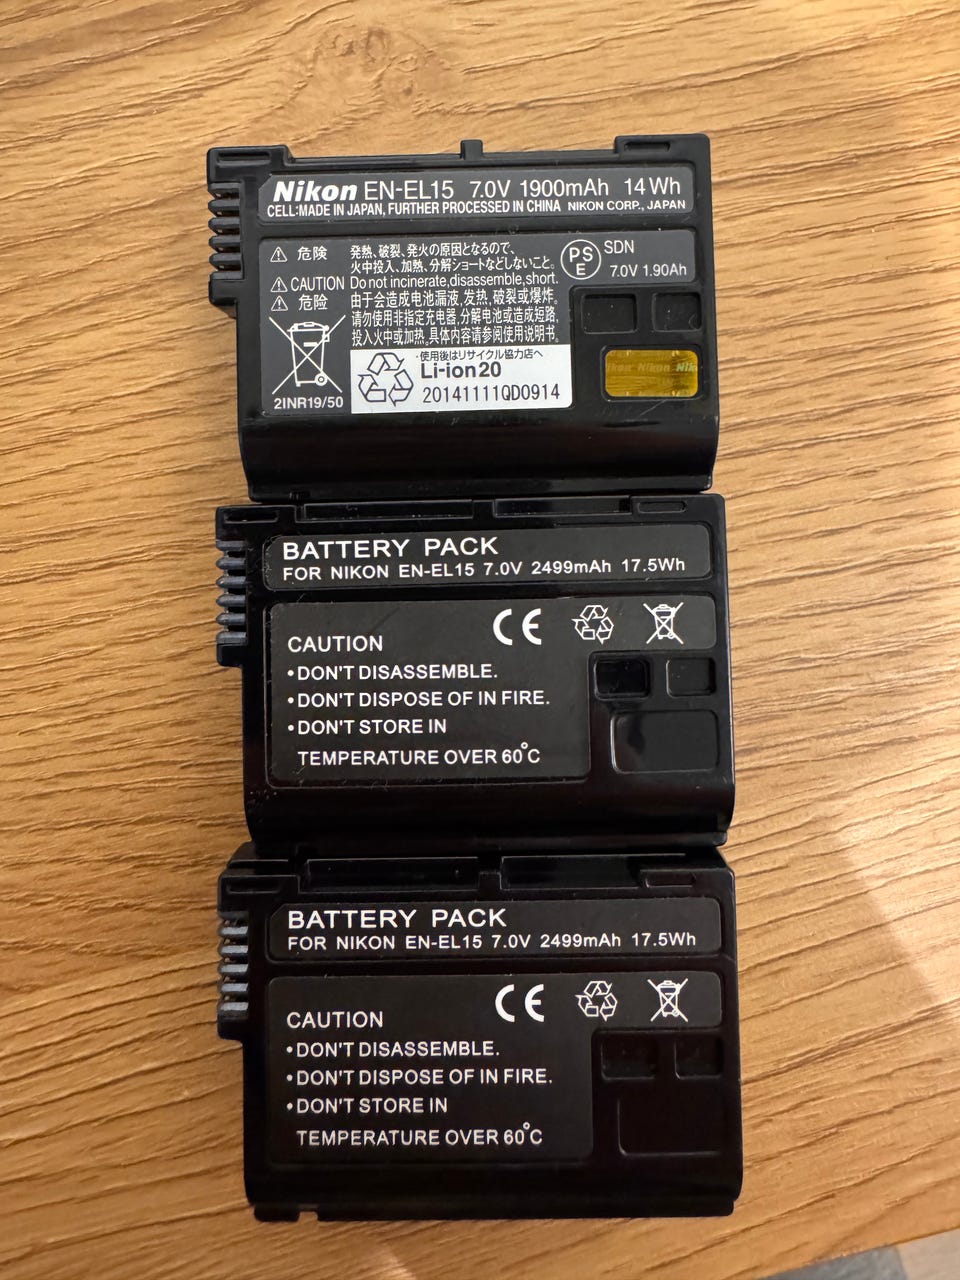 Nikon EN-EL15 7.0V 1900mAh 14Wh
CELL:MADE IN JAPAN, FURTHER PROCESSED IN CHINA NIKON CORP., JAPAN
危険 発熱、破裂、発火の原因となるので、
火中投入、加熱、分解ショートなどしないこと。
CAUTION Do not incinerate,disassemble,short.
危险 由于会造成电池漏液,发热,破裂或爆炸。
请勿使用非指定充电器,分解电池或造成短路,
投入火中或加热。具体内容请参阅使用说明书。
PS
E
SDN
7.0V 1.90Ah
2INR19/50
・使用後はリサイクル協力店へ
Li-ion20
20141111QD0914
Nikon Nikon Nik
BATTERY PACK
FOR NIKON EN-EL15 7.0V 2499mAh 17.5Wh
CE
CAUTION
•DON'T DISASSEMBLE.
•DON'T DISPOSE OF IN FIRE.
•DON'T STORE IN
TEMPERATURE OVER 60°C
BATTERY PACK
FOR NIKON EN-EL15 7.0V 2499mAh 17.5Wh
CE
CAUTION
•DON'T DISASSEMBLE.
•DON'T DISPOSE OF IN FIRE.
•DON'T STORE IN
TEMPERATURE OVER 60°C